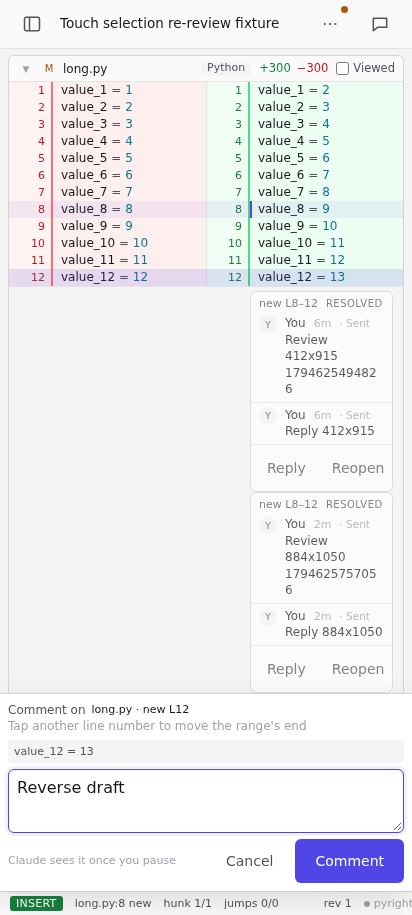 Touch selection re-review fixture ...
▼ M long.py Python +300 −300 Viewed
1 value_1 = 1 1 value_1 = 2
2 value_2 = 2 2 value_2 = 3
3 value_3 = 3 3 value_3 = 4
4 value_4 = 4 4 value_4 = 5
5 value_5 = 5 5 value_5 = 6
6 value_6 = 6 6 value_6 = 7
7 value_7 = 7 7 value_7 = 8
8 value_8 = 8 8 value_8 = 9
9 value_9 = 9 9 value_9 = 10
10 value_10 = 10 10 value_10 = 11
11 value_11 = 11 11 value_11 = 12
12 value_12 = 12 12 value_12 = 13
new L8–12 RESOLVED
Y You 6m · Sent
Review
412x915
179462549482
6
Y You 6m · Sent
Reply 412x915
Reply Reopen
new L8–12 RESOLVED
Y You 2m · Sent
Review
884x1050
179462575705
6
Y You 2m · Sent
Reply 884x1050
Reply Reopen
Comment on long.py · new L12
Tap another line number to move the range's end
value_12 = 13
Reverse draft
Claude sees it once you pause Cancel Comment
INSERT long.py:8 new hunk 1/1 jumps 0/0 rev 1 ● pyright